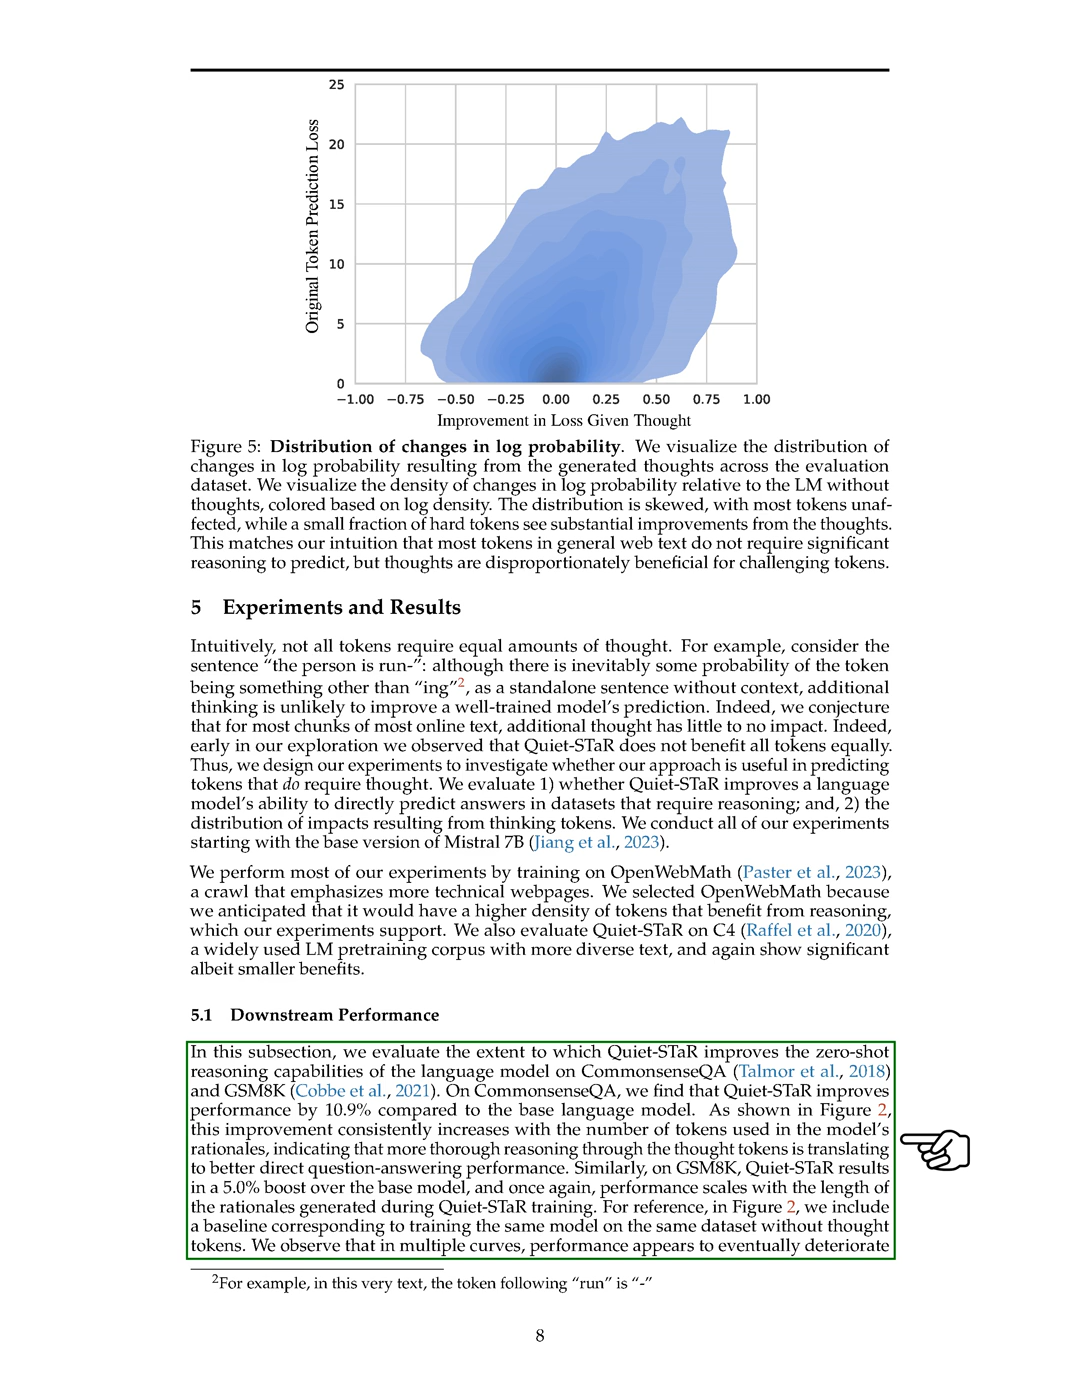 25
20
15
10
5
0
Original Token Prediction Loss
−1.00 −0.75 −0.50 −0.25 0.00 0.25 0.50 0.75 1.00
Improvement in Loss Given Thought
Figure 5: Distribution of changes in log probability. We visualize the distribution of
changes in log probability resulting from the generated thoughts across the evaluation
dataset. We visualize the density of changes in log probability relative to the LM without
thoughts, colored based on log density. The distribution is skewed, with most tokens unaf-
fected, while a small fraction of hard tokens see substantial improvements from the thoughts.
This matches our intuition that most tokens in general web text do not require significant
reasoning to predict, but thoughts are disproportionately beneficial for challenging tokens.
5 Experiments and Results
Intuitively, not all tokens require equal amounts of thought. For example, consider the
sentence “the person is run-”: although there is inevitably some probability of the token
being something other than “ing”2, as a standalone sentence without context, additional
thinking is unlikely to improve a well-trained model’s prediction. Indeed, we conjecture
that for most chunks of most online text, additional thought has little to no impact. Indeed,
early in our exploration we observed that Quiet-STaR does not benefit all tokens equally.
Thus, we design our experiments to investigate whether our approach is useful in predicting
tokens that do require thought. We evaluate 1) whether Quiet-STaR improves a language
model’s ability to directly predict answers in datasets that require reasoning; and, 2) the
distribution of impacts resulting from thinking tokens. We conduct all of our experiments
starting with the base version of Mistral 7B (Jiang et al., 2023).
We perform most of our experiments by training on OpenWebMath (Paster et al., 2023),
a crawl that emphasizes more technical webpages. We selected OpenWebMath because
we anticipated that it would have a higher density of tokens that benefit from reasoning,
which our experiments support. We also evaluate Quiet-STaR on C4 (Raffel et al., 2020),
a widely used LM pretraining corpus with more diverse text, and again show significant
albeit smaller benefits.
5.1 Downstream Performance
In this subsection, we evaluate the extent to which Quiet-STaR improves the zero-shot
reasoning capabilities of the language model on CommonsenseQA (Talmor et al., 2018)
and GSM8K (Cobbe et al., 2021). On CommonsenseQA, we find that Quiet-STaR improves
performance by 10.9% compared to the base language model. As shown in Figure 2,
this improvement consistently increases with the number of tokens used in the model’s
rationales, indicating that more thorough reasoning through the thought tokens is translating
to better direct question-answering performance. Similarly, on GSM8K, Quiet-STaR results
in a 5.0% boost over the base model, and once again, performance scales with the length of
the rationales generated during Quiet-STaR training. For reference, in Figure 2, we include
a baseline corresponding to training the same model on the same dataset without thought
tokens. We observe that in multiple curves, performance appears to eventually deteriorate
2For example, in this very text, the token following “run” is “-”
8